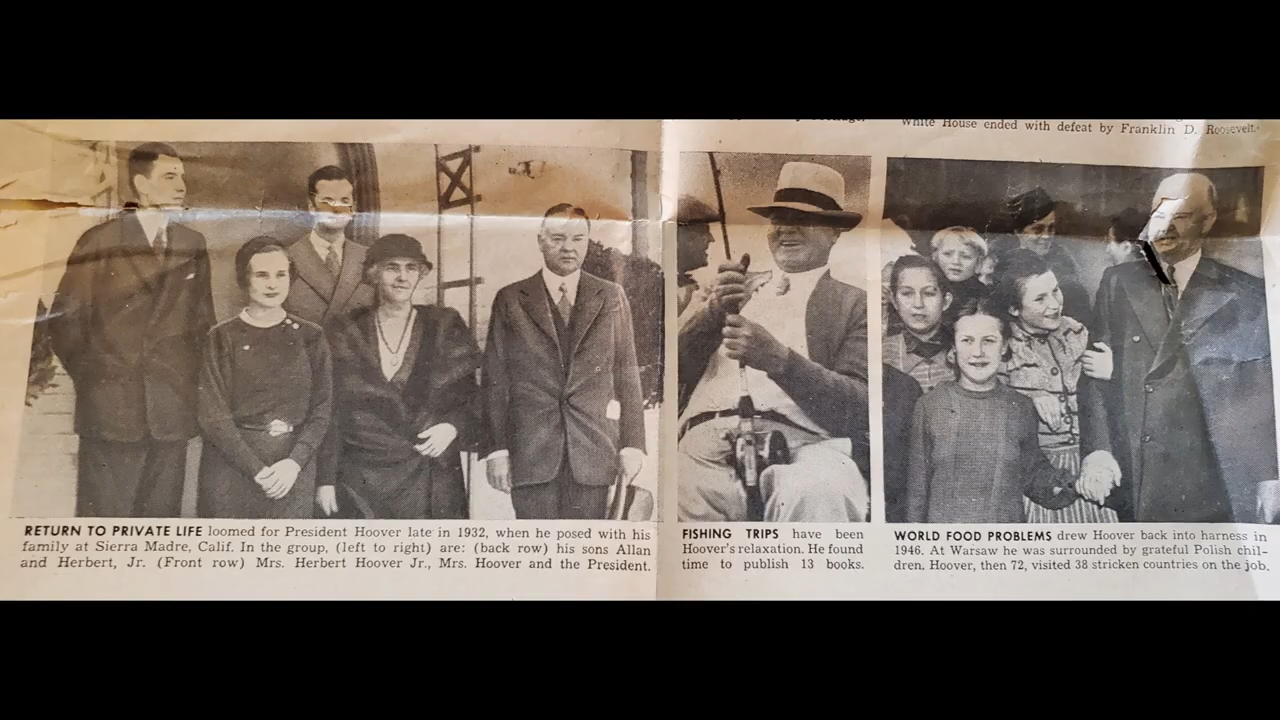 White House ended with defeat by Franklin D. Roosevelt.
RETURN TO PRIVATE LIFE loomed for President Hoover late in 1932, when he posed with his
family at Sierra Madre, Calif. In the group, (left to right) are: (back row) his sons Allan
and Herbert, Jr. (Front row) Mrs. Herbert Hoover Jr., Mrs. Hoover and the President.
FISHING TRIPS have been
Hoover's relaxation. He found
time to publish 13 books.
WORLD FOOD PROBLEMS drew Hoover back into harness in
1946. At Warsaw he was surrounded by grateful Polish chil-
dren. Hoover, then 72, visited 38 stricken countries on the job.